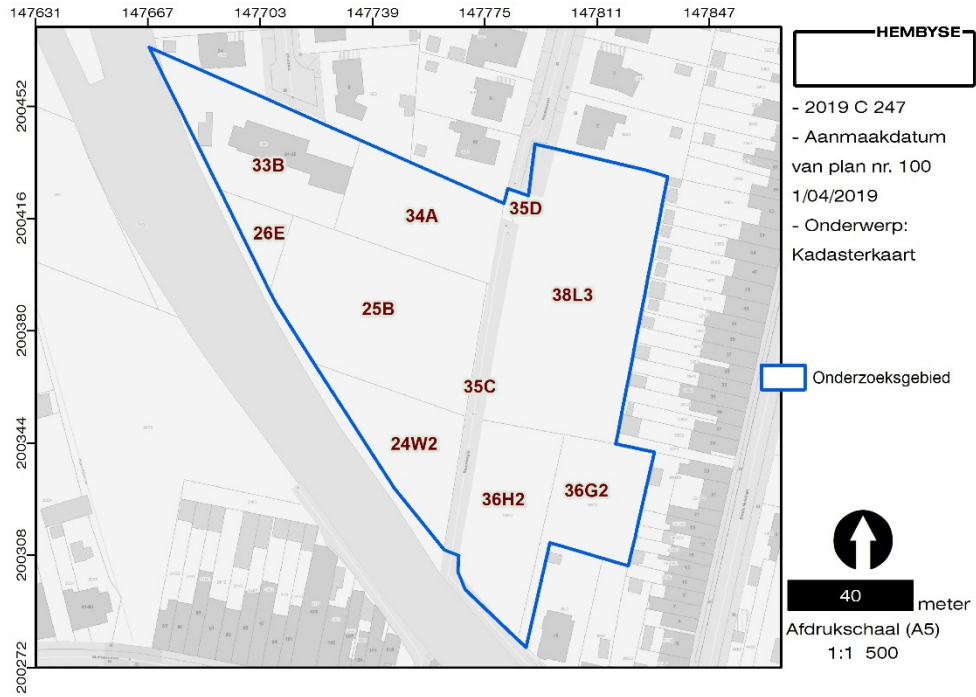 147631 147667 147703 147739 147775 147811 147847
200452
200416
200380
200344
200308
200272
33B
34A
35D
26E
38L3
25B
35C
24W2
36H2
36G2
HEMBYSE
- 2019 C 247
- Aanmaakdatum
van plan nr. 100
1/04/2019
- Onderwerp:
Kadasterkaart
Onderzoeksgebied
40 meter
Afdrukschaal (A5)
1:1 500